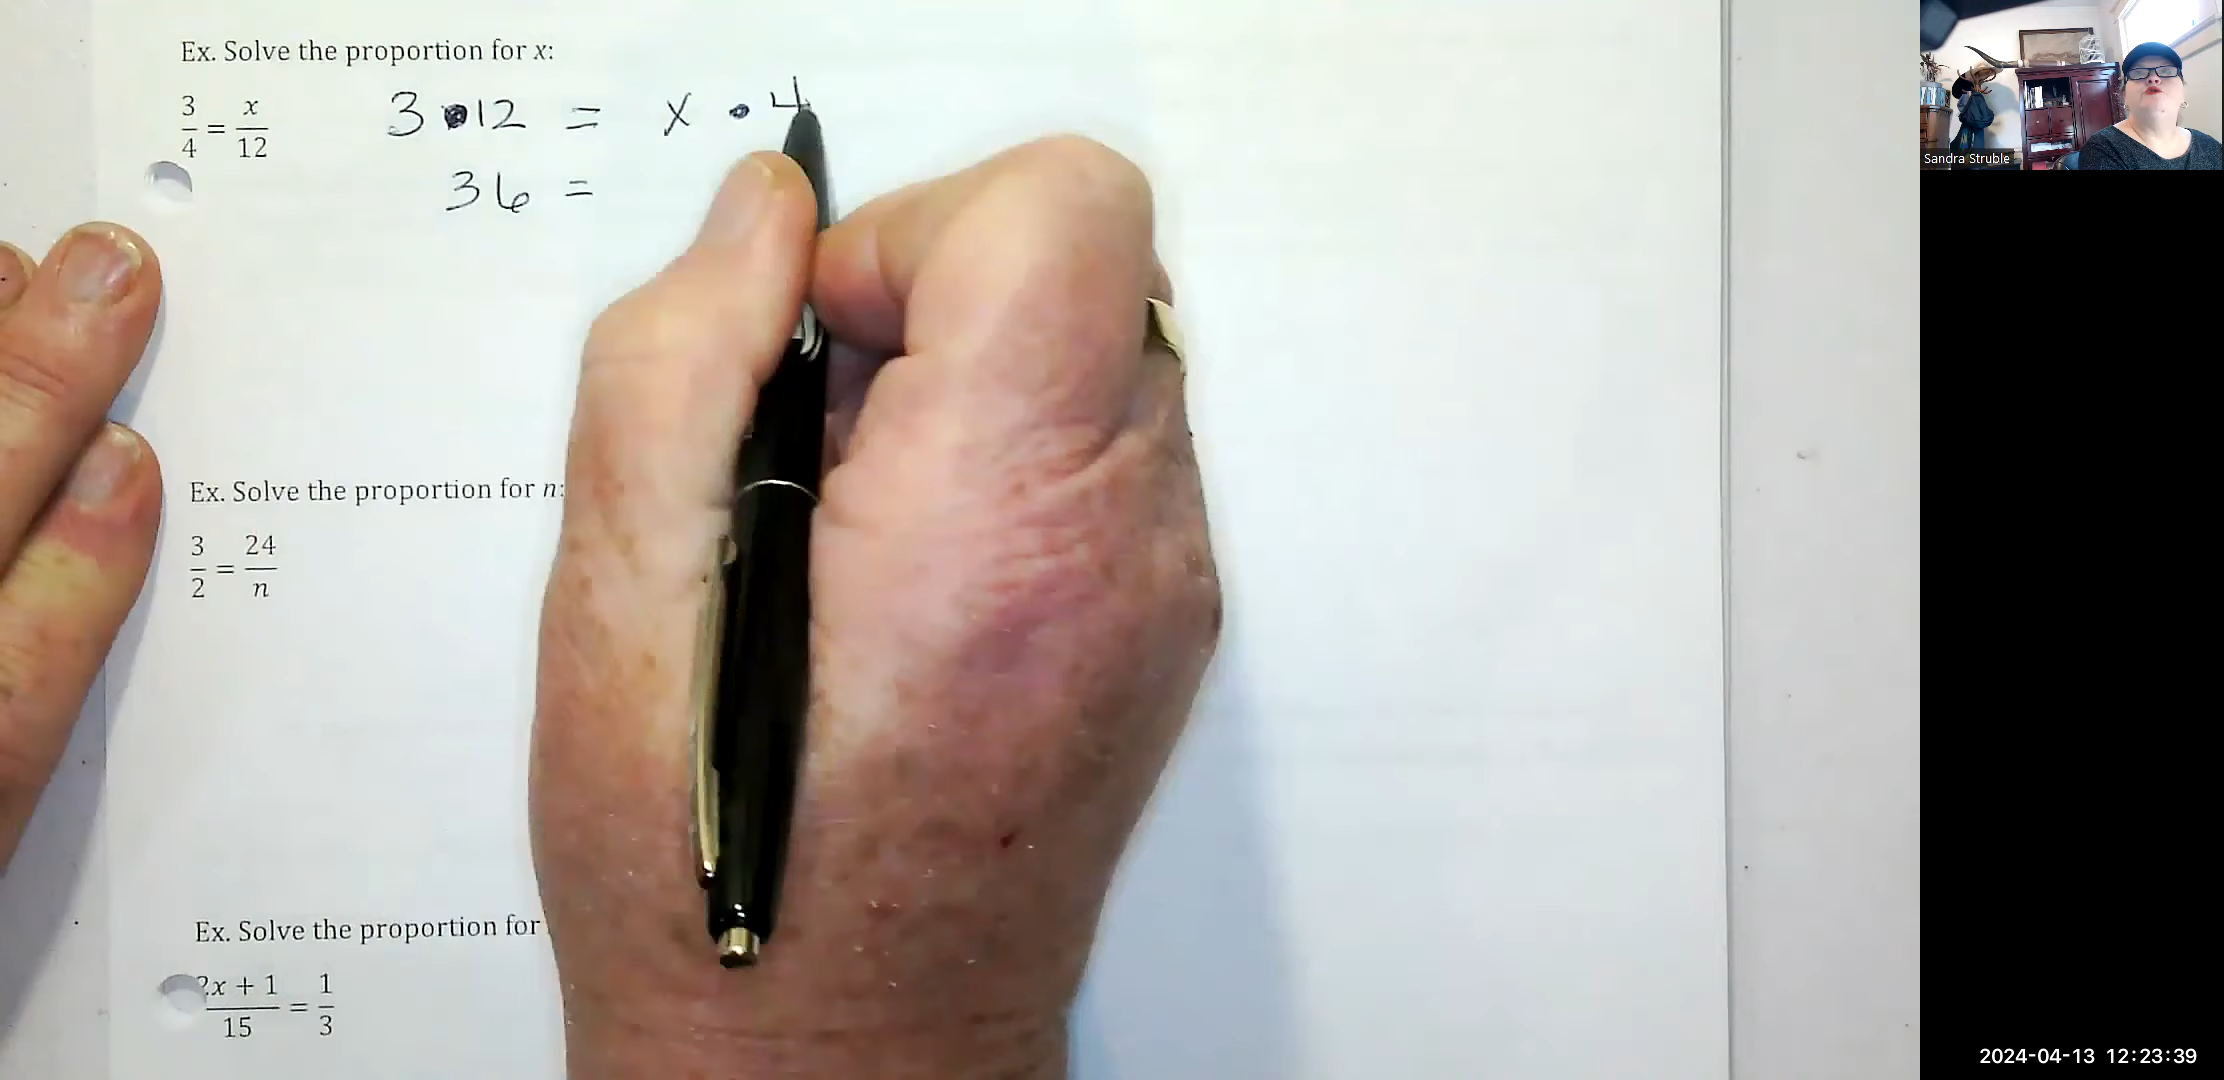 Ex. Solve the proportion for x:
3/4 = x/12
3 • 12 = x • 4
36 =
Ex. Solve the proportion for n:
3/2 = 24/n
Ex. Solve the proportion for
2x + 1/15 = 1/3
Sandra Struble
2024-04-13 12:23:39